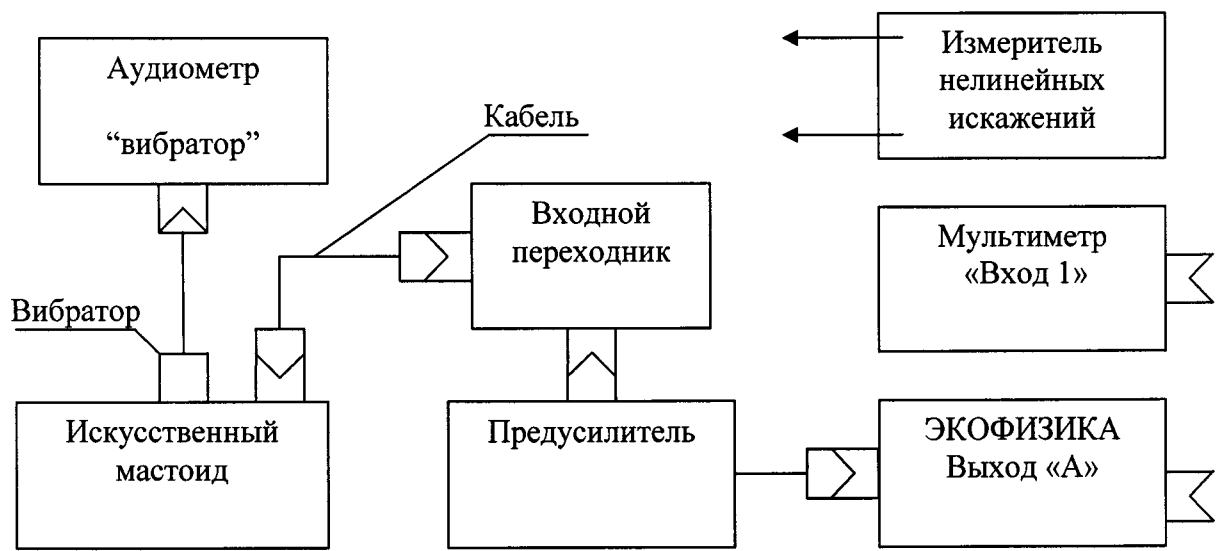 Аудиометр
“вибратор”
Кабель
Вибратор
Искусственный
мастоид
Входной
переходник
Предусилитель
Измеритель
нелинейных
искажений
Мультиметр
«Вход 1»
ЭКОФИЗИКА
Выход «А»